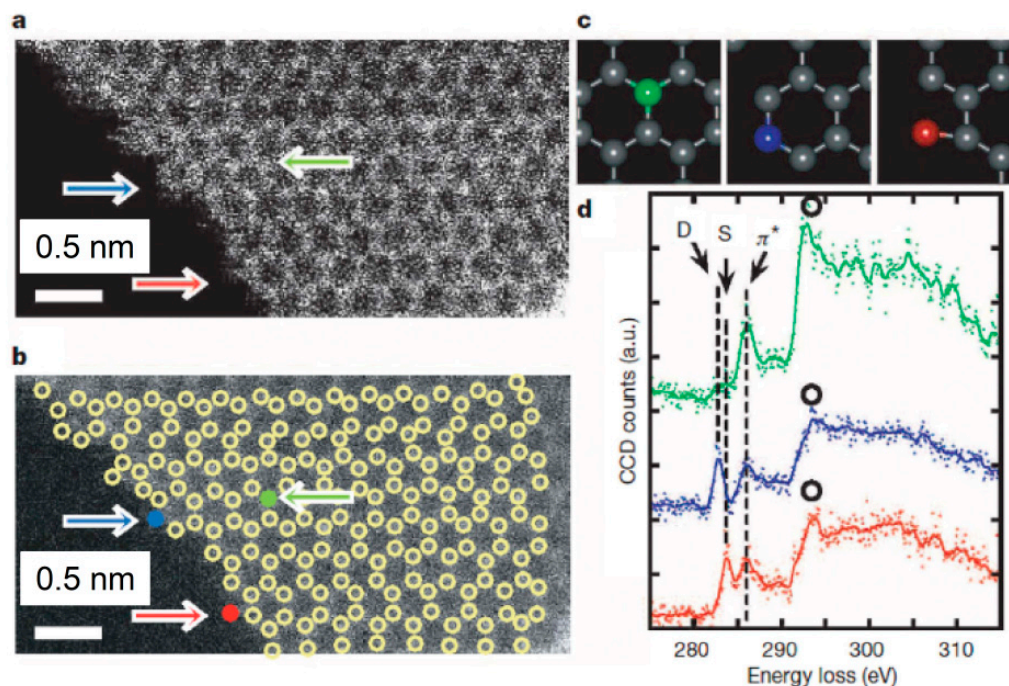 a
0.5 nm
b
0.5 nm
c
d
D
S
π*
CCD counts (a.u.)
280 290 300 310
Energy loss (eV)